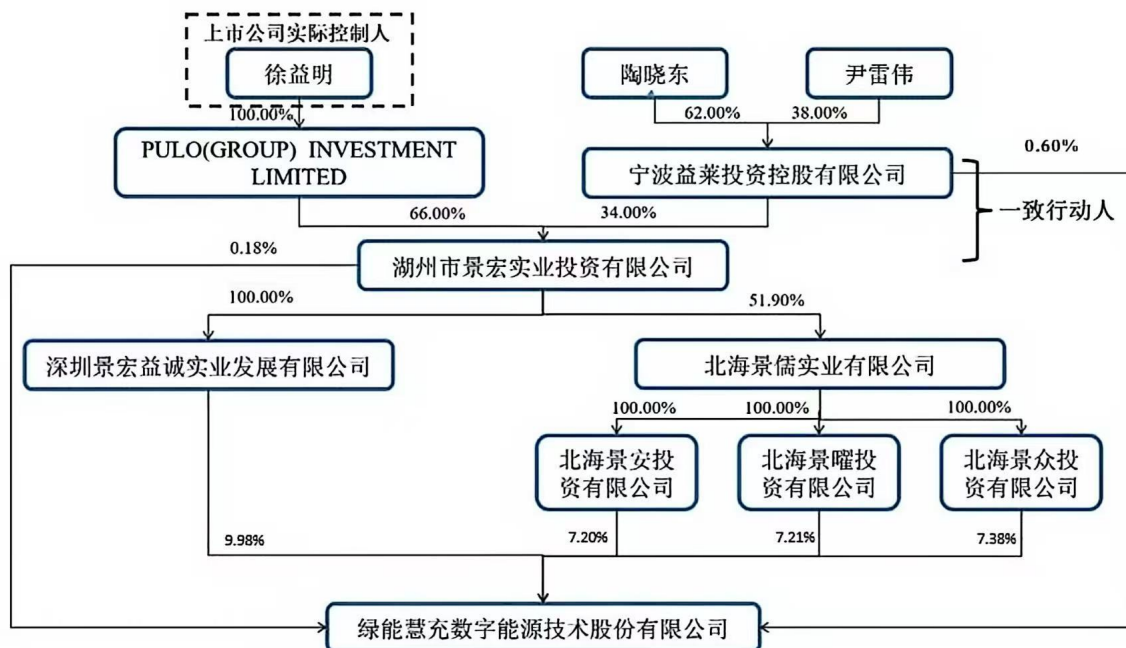 上市公司实际控制人
徐益明
陶晓东
尹雷伟
100.00%
62.00%
38.00%
PULO(GROUP) INVESTMENT
LIMITED
宁波益莱投资控股有限公司
0.60%
一致行动人
66.00%
34.00%
0.18%
湖州市景宏实业投资有限公司
100.00%
51.90%
深圳景宏益诚实业发展有限公司
北海景儒实业有限公司
100.00%
100.00%
100.00%
北海景安投
资有限公司
北海景曜投
资有限公司
北海景众投
资有限公司
9.98%
7.20%
7.21%
7.38%
绿能慧充数字能源技术股份有限公司